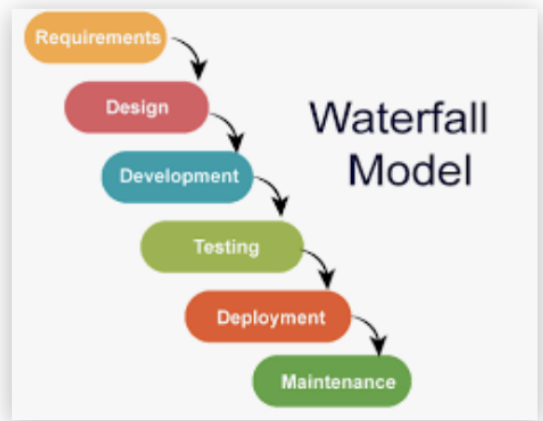 Requirements
Design
Waterfall
Model
Development
Testing
Deployment
Maintenance